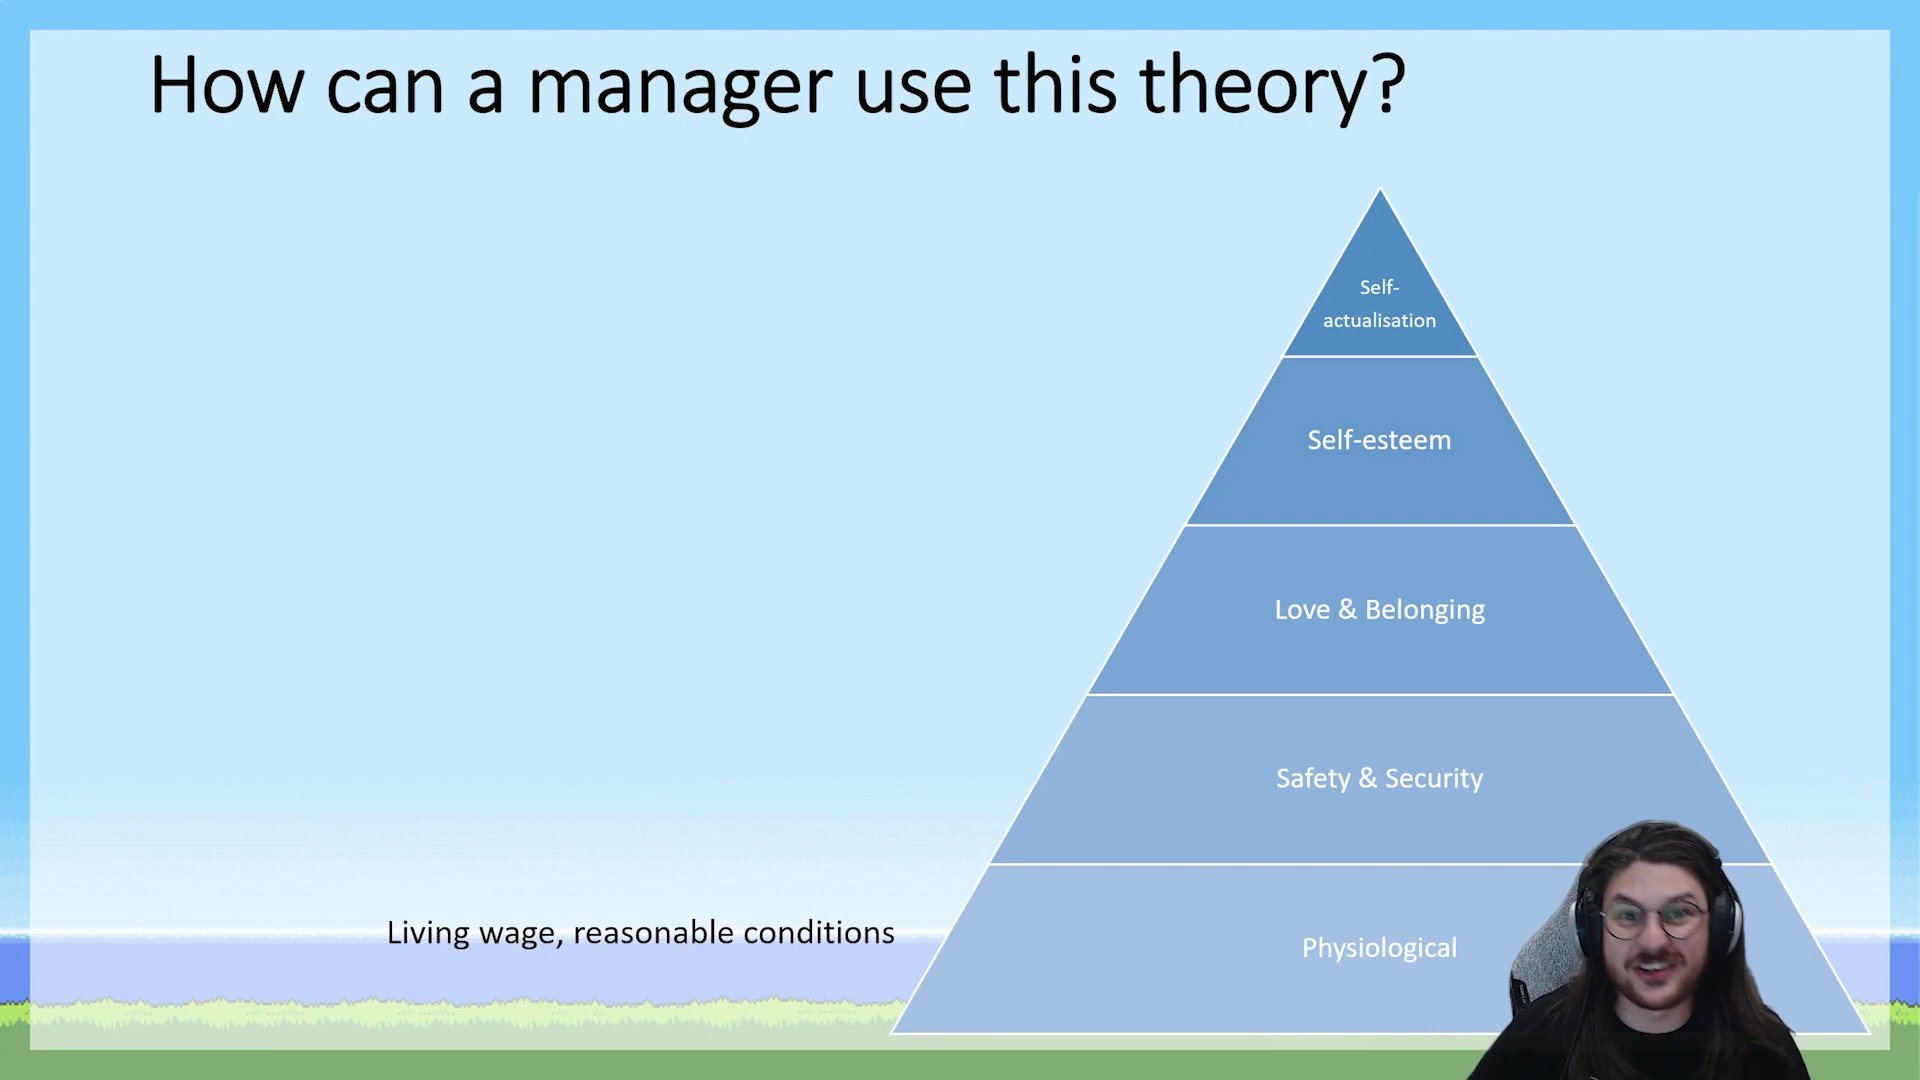 How can a manager use this theory?
Self-
actualisation
Self-esteem
Love & Belonging
Safety & Security
Living wage, reasonable conditions
Physiological